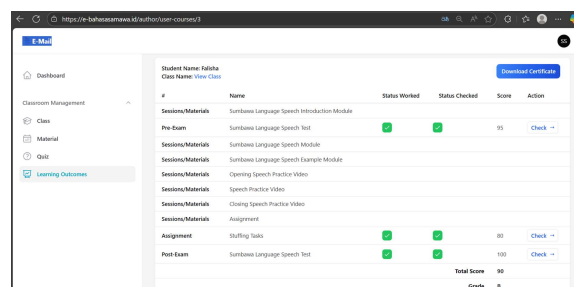 https://e-bahasasamawa.id/author/user-courses/3
E-Mail
SS
Dashboard
Classroom Management
Class
Material
Quiz
Learning Outcomes
Student Name: Falisha
Class Name: View Class
Download Certificate
# Name Status Worked Status Checked Score Action
Sessions/Materials Sumbawa Language Speech Introduction Module
Pre-Exam Sumbawa Language Speech Test 95 Check →
Sessions/Materials Sumbawa Language Speech Module
Sessions/Materials Sumbawa Language Speech Example Module
Sessions/Materials Opening Speech Practice Video
Sessions/Materials Speech Practice Video
Sessions/Materials Closing Speech Practice Video
Sessions/Materials Assignment
Assignment Stuffing Tasks 80 Check →
Post-Exam Sumbawa Language Speech Test 100 Check →
Total Score 90
Grade B